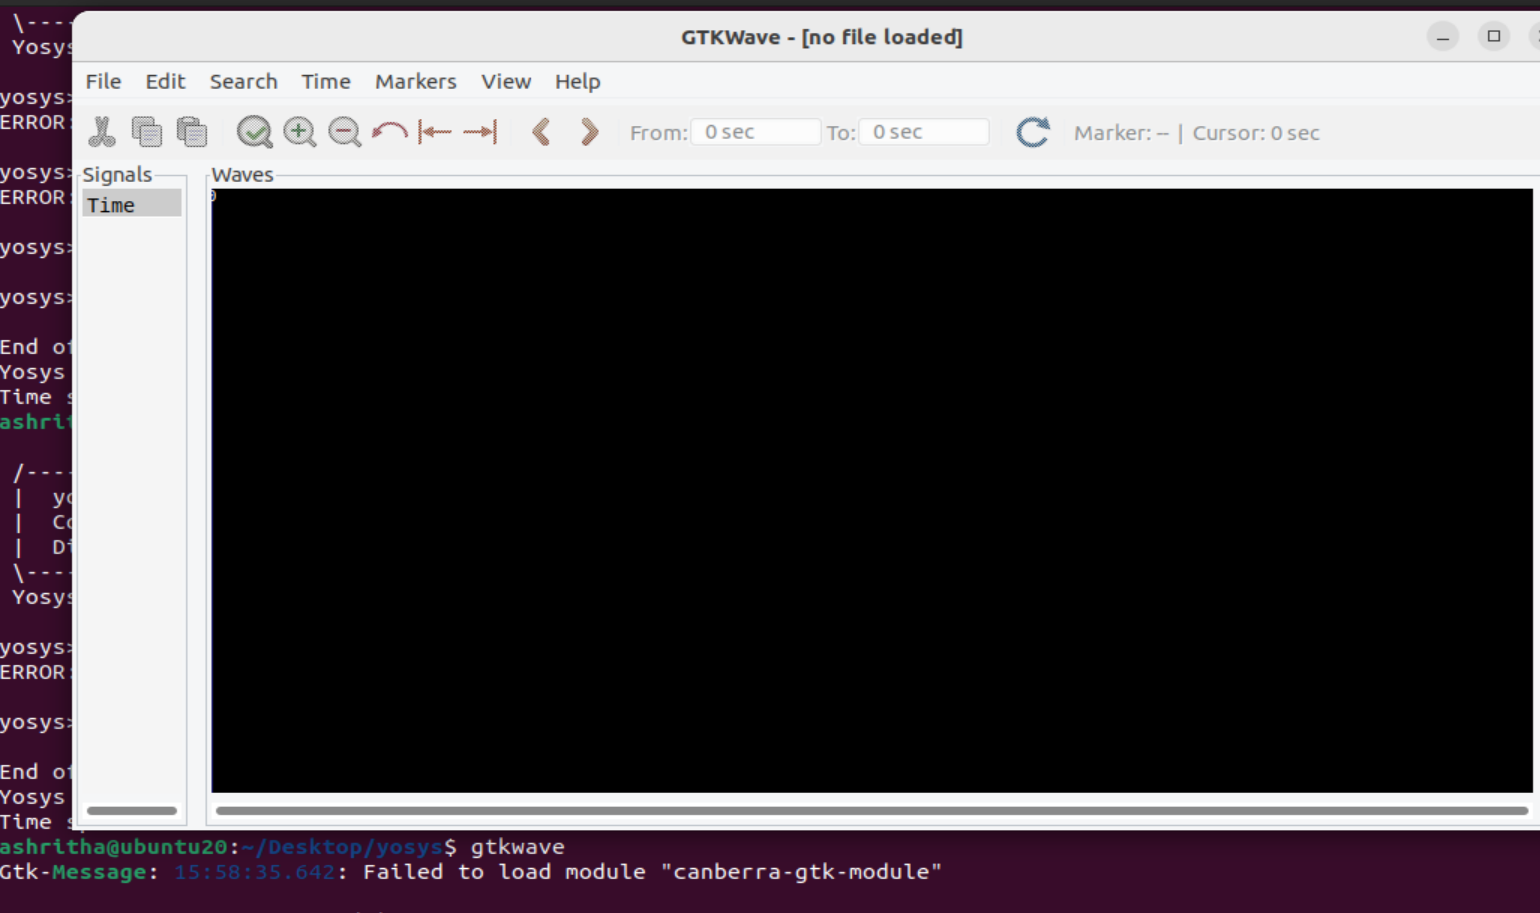 \----
Yosys
yosys>
ERROR:
yosys>
ERROR:
yosys>
yosys>
End of
Yosys
Time s
ashrit
/----
| yo
| Co
| Di
\----
Yosys
yosys>
ERROR:
yosys>
End of
Yosys
Time sp
GTKWave - [no file loaded]
File Edit Search Time Markers View Help
From: 0 sec To: 0 sec Marker: -- | Cursor: 0 sec
Signals
Time
Waves
0
ashritha@ubuntu20:~/Desktop/yosys$ gtkwave
Gtk-Message: 15:58:35.642: Failed to load module "canberra-gtk-module"